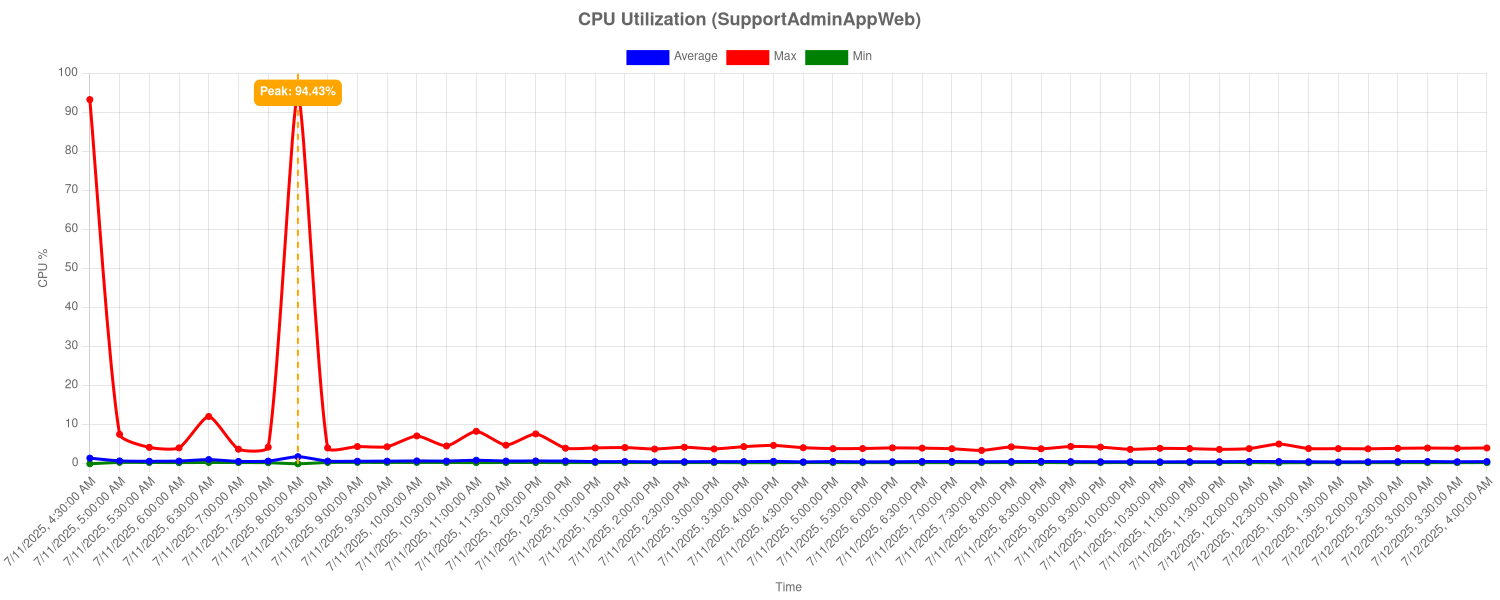 CPU Utilization (SupportAdminAppWeb)
Average Max Min
Peak: 94.43%
CPU %
100
90
80
70
60
50
40
30
20
10
0
7/11/2025, 4:30:00 AM
7/11/2025, 5:00:00 AM
7/11/2025, 5:30:00 AM
7/11/2025, 6:00:00 AM
7/11/2025, 6:30:00 AM
7/11/2025, 7:00:00 AM
7/11/2025, 7:30:00 AM
7/11/2025, 8:00:00 AM
7/11/2025, 8:30:00 AM
7/11/2025, 9:00:00 AM
7/11/2025, 9:30:00 AM
7/11/2025, 10:00:00 AM
7/11/2025, 10:30:00 AM
7/11/2025, 11:00:00 AM
7/11/2025, 11:30:00 AM
7/11/2025, 12:00:00 PM
7/11/2025, 12:30:00 PM
7/11/2025, 1:00:00 PM
7/11/2025, 1:30:00 PM
7/11/2025, 2:00:00 PM
7/11/2025, 2:30:00 PM
7/11/2025, 3:00:00 PM
7/11/2025, 3:30:00 PM
7/11/2025, 4:00:00 PM
7/11/2025, 4:30:00 PM
7/11/2025, 5:00:00 PM
7/11/2025, 5:30:00 PM
7/11/2025, 6:00:00 PM
7/11/2025, 6:30:00 PM
7/11/2025, 7:00:00 PM
7/11/2025, 7:30:00 PM
7/11/2025, 8:00:00 PM
7/11/2025, 8:30:00 PM
7/11/2025, 9:00:00 PM
7/11/2025, 9:30:00 PM
7/11/2025, 10:00:00 PM
7/11/2025, 10:30:00 PM
7/11/2025, 11:00:00 PM
7/11/2025, 11:30:00 PM
7/12/2025, 12:00:00 AM
7/12/2025, 12:30:00 AM
7/12/2025, 1:00:00 AM
7/12/2025, 1:30:00 AM
7/12/2025, 2:00:00 AM
7/12/2025, 2:30:00 AM
7/12/2025, 3:00:00 AM
7/12/2025, 3:30:00 AM
7/12/2025, 4:00:00 AM
Time